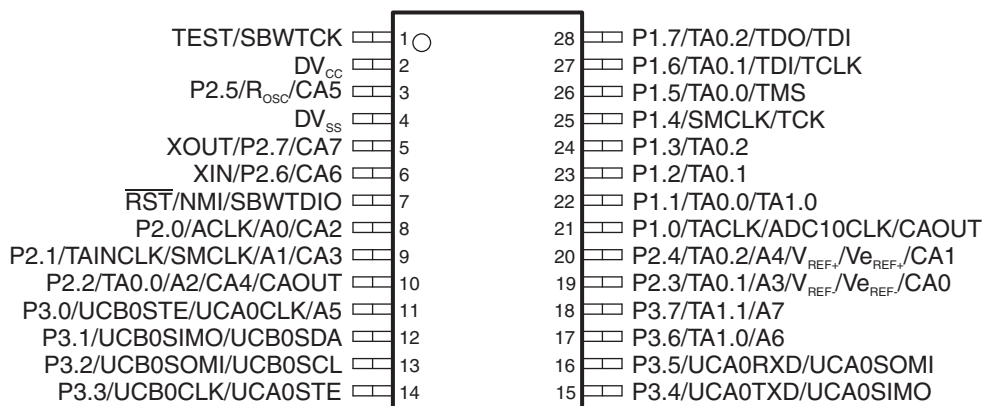 TEST/SBWTCK 1 28 P1.7/TA0.2/TDO/TDI
DVCC 2 27 P1.6/TA0.1/TDI/TCLK
P2.5/ROSC/CA5 3 26 P1.5/TA0.0/TMS
DVSS 4 25 P1.4/SMCLK/TCK
XOUT/P2.7/CA7 5 24 P1.3/TA0.2
XIN/P2.6/CA6 6 23 P1.2/TA0.1
RST/NMI/SBWTDIO 7 22 P1.1/TA0.0/TA1.0
P2.0/ACLK/A0/CA2 8 21 P1.0/TACLK/ADC10CLK/CAOUT
P2.1/TAINCLK/SMCLK/A1/CA3 9 20 P2.4/TA0.2/A4/VREF+/VeREF+/CA1
P2.2/TA0.0/A2/CA4/CAOUT 10 19 P2.3/TA0.1/A3/VREF-/VeREF-/CA0
P3.0/UCB0STE/UCA0CLK/A5 11 18 P3.7/TA1.1/A7
P3.1/UCB0SIMO/UCB0SDA 12 17 P3.6/TA1.0/A6
P3.2/UCB0SOMI/UCB0SCL 13 16 P3.5/UCA0RXD/UCA0SOMI
P3.3/UCB0CLK/UCA0STE 14 15 P3.4/UCA0TXD/UCA0SIMO